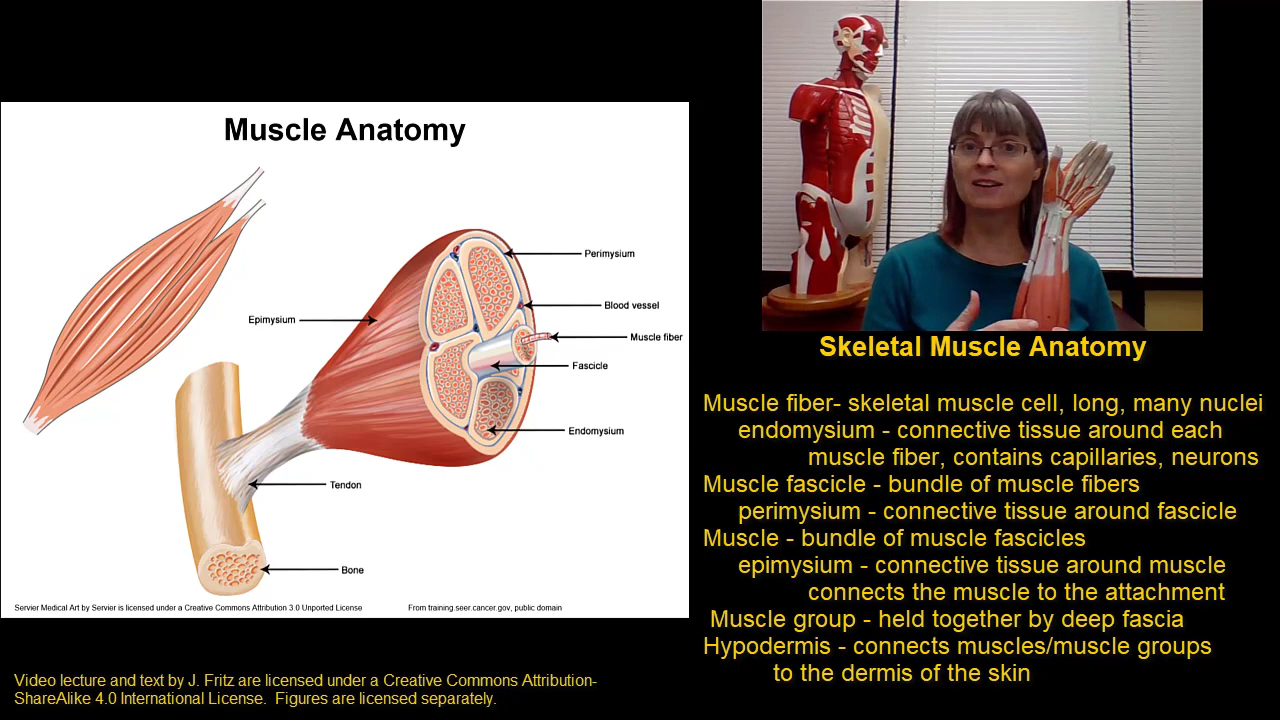 Muscle Anatomy
Perimysium
Blood vessel
Epimysium
Muscle fiber
Fascicle
Endomysium
Tendon
Bone
Servier Medical Art by Servier is licensed under a Creative Commons Attribution 3.0 Unported License
From training.seer.cancer.gov, public domain
Skeletal Muscle Anatomy
Muscle fiber- skeletal muscle cell, long, many nuclei
endomysium - connective tissue around each
muscle fiber, contains capillaries, neurons
Muscle fascicle - bundle of muscle fibers
perimysium - connective tissue around fascicle
Muscle - bundle of muscle fascicles
epimysium - connective tissue around muscle
connects the muscle to the attachment
Muscle group - held together by deep fascia
Hypodermis - connects muscles/muscle groups
to the dermis of the skin
Video lecture and text by J. Fritz are licensed under a Creative Commons Attribution-
ShareAlike 4.0 International License. Figures are licensed separately.